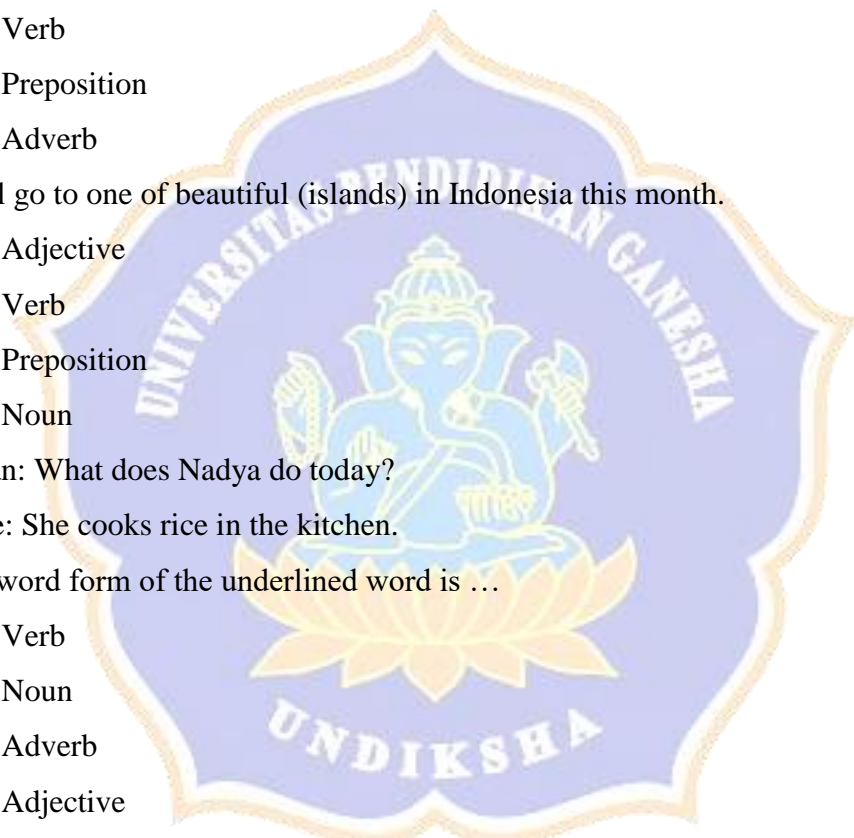 Verb
Preposition
Adverb
l go to one of beautiful (islands) in Indonesia this month.
Adjective
Verb
Preposition
Noun
n: What does Nadya do today?
e: She cooks rice in the kitchen.
word form of the underlined word is …
Verb
Noun
Adverb
Adjective
UNIVERSITAS PENDIDIKAN GANESHA
UNDIKSHA